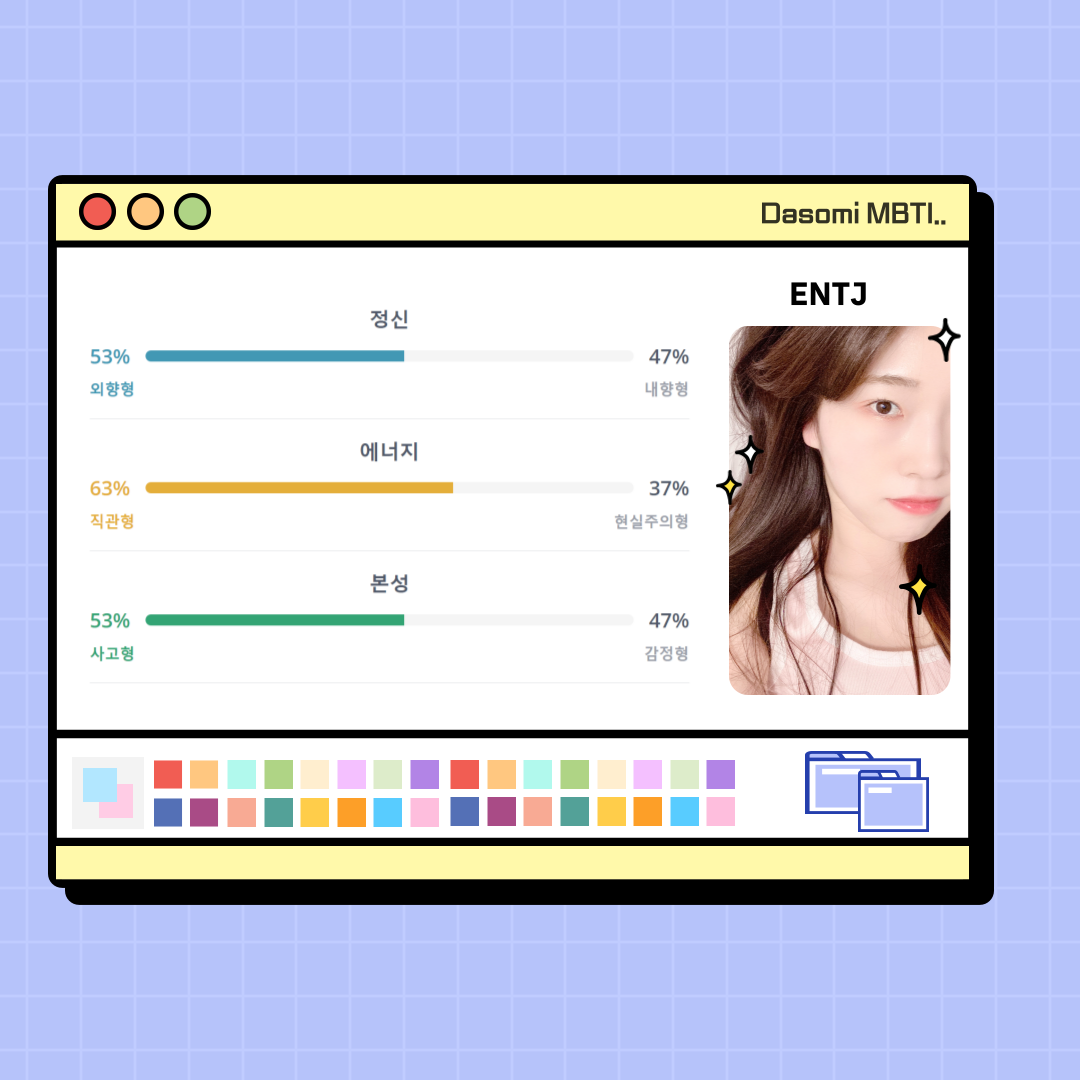 Dasomi MBTI..
ENTJ
정신
53% 47%
외향형 내향형
에너지
63% 37%
직관형 현실주의형
본성
53% 47%
사고형 감정형